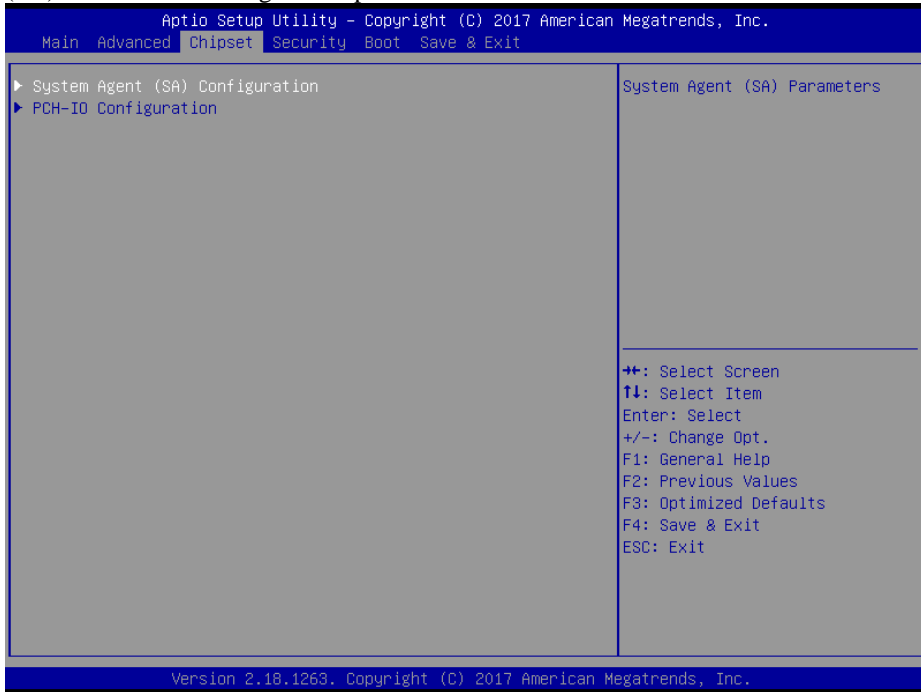 Aptio Setup Utility – Copyright (C) 2017 American Megatrends, Inc.
Main Advanced Chipset Security Boot Save & Exit
System Agent (SA) Configuration
PCH-IO Configuration
System Agent (SA) Parameters
→←: Select Screen
↑↓: Select Item
Enter: Select
+/-: Change Opt.
F1: General Help
F2: Previous Values
F3: Optimized Defaults
F4: Save & Exit
ESC: Exit
Version 2.18.1263. Copyright (C) 2017 American Megatrends, Inc.